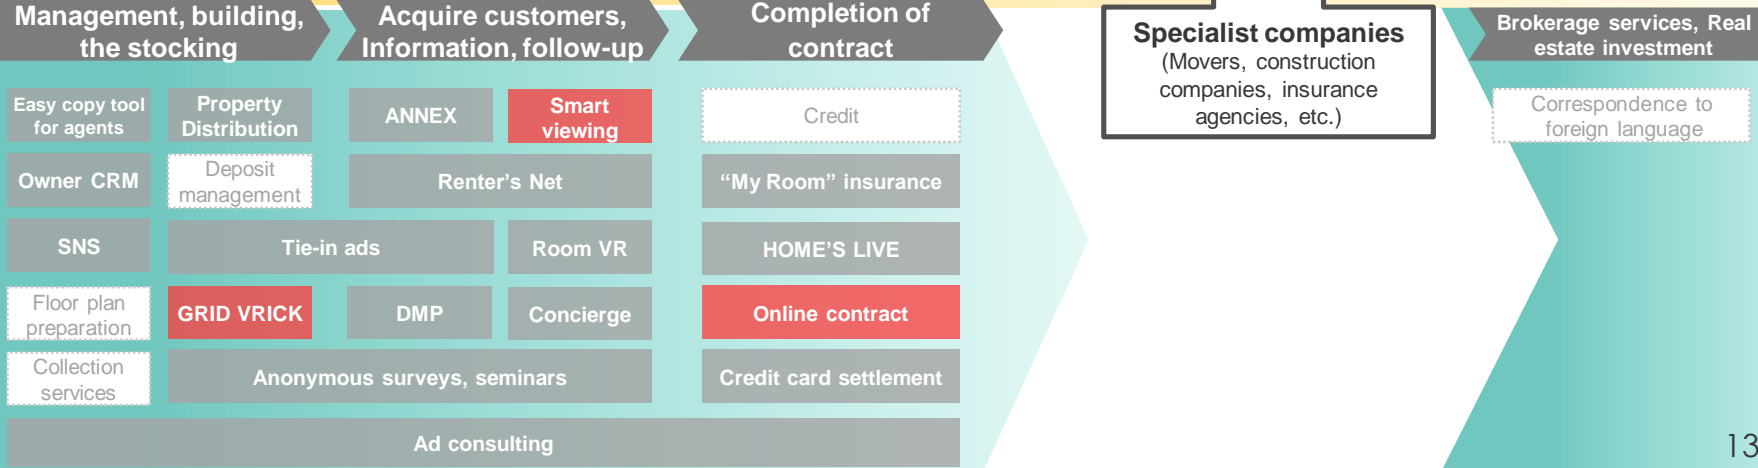 Management, building,
the stocking
Acquire customers,
Information, follow-up
Completion of
contract
Specialist companies
(Movers, construction
companies, insurance
agencies, etc.)
Brokerage services, Real
estate investment
Easy copy tool
for agents
Property
Distribution
ANNEX
Smart
viewing
Credit
Correspondence to
foreign language
Owner CRM
Deposit
management
Renter's Net
“My Room” insurance
SNS
Tie-in ads
Room VR
HOME'S LIVE
Floor plan
preparation
GRID VRICK
DMP
Concierge
Online contract
Collection
services
Anonymous surveys, seminars
Credit card settlement
Ad consulting
13